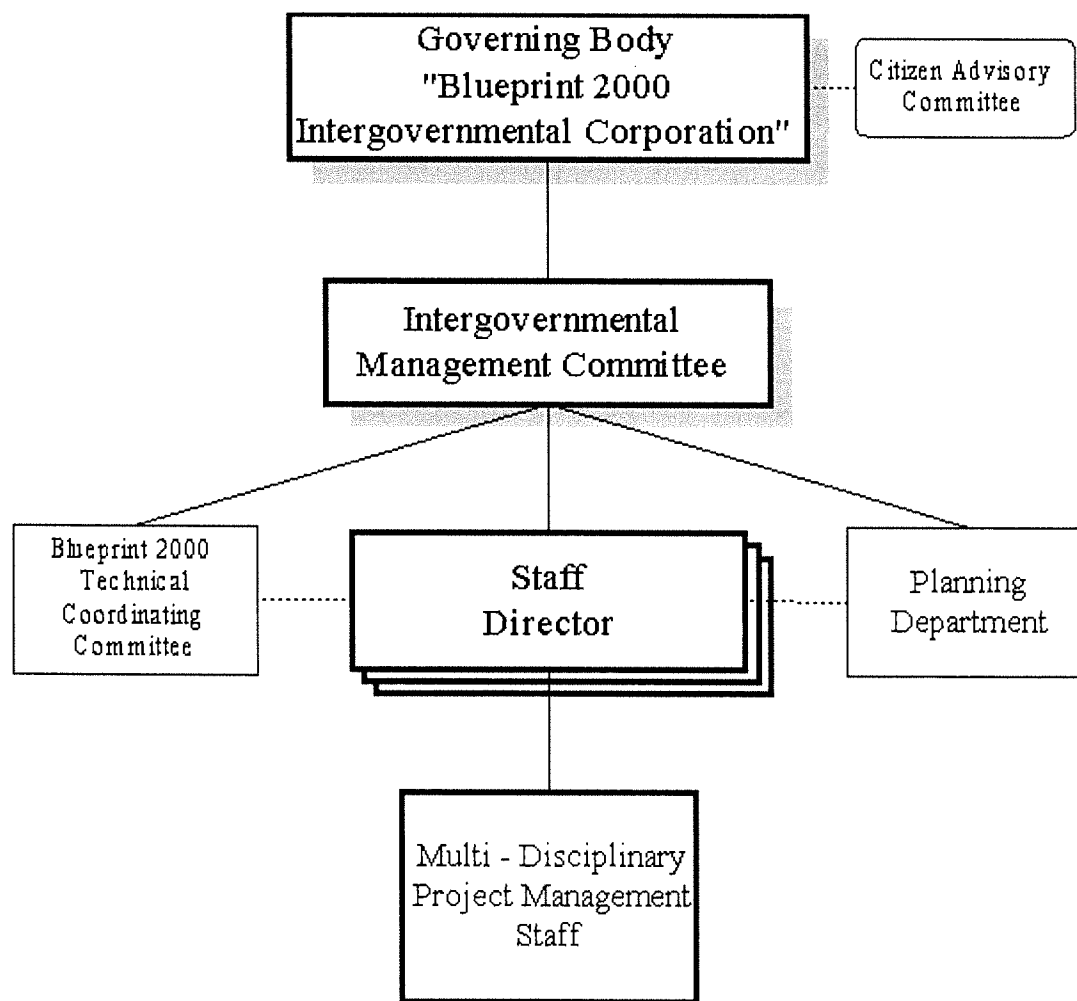 Governing Body
"Blueprint 2000
Intergovernmental Corporation"
Citizen Advisory
Committee
Intergovernmental
Management Committee
Blueprint 2000
Technical
Coordinating
Committee
Staff
Director
Planning
Department
Multi - Disciplinary
Project Management
Staff